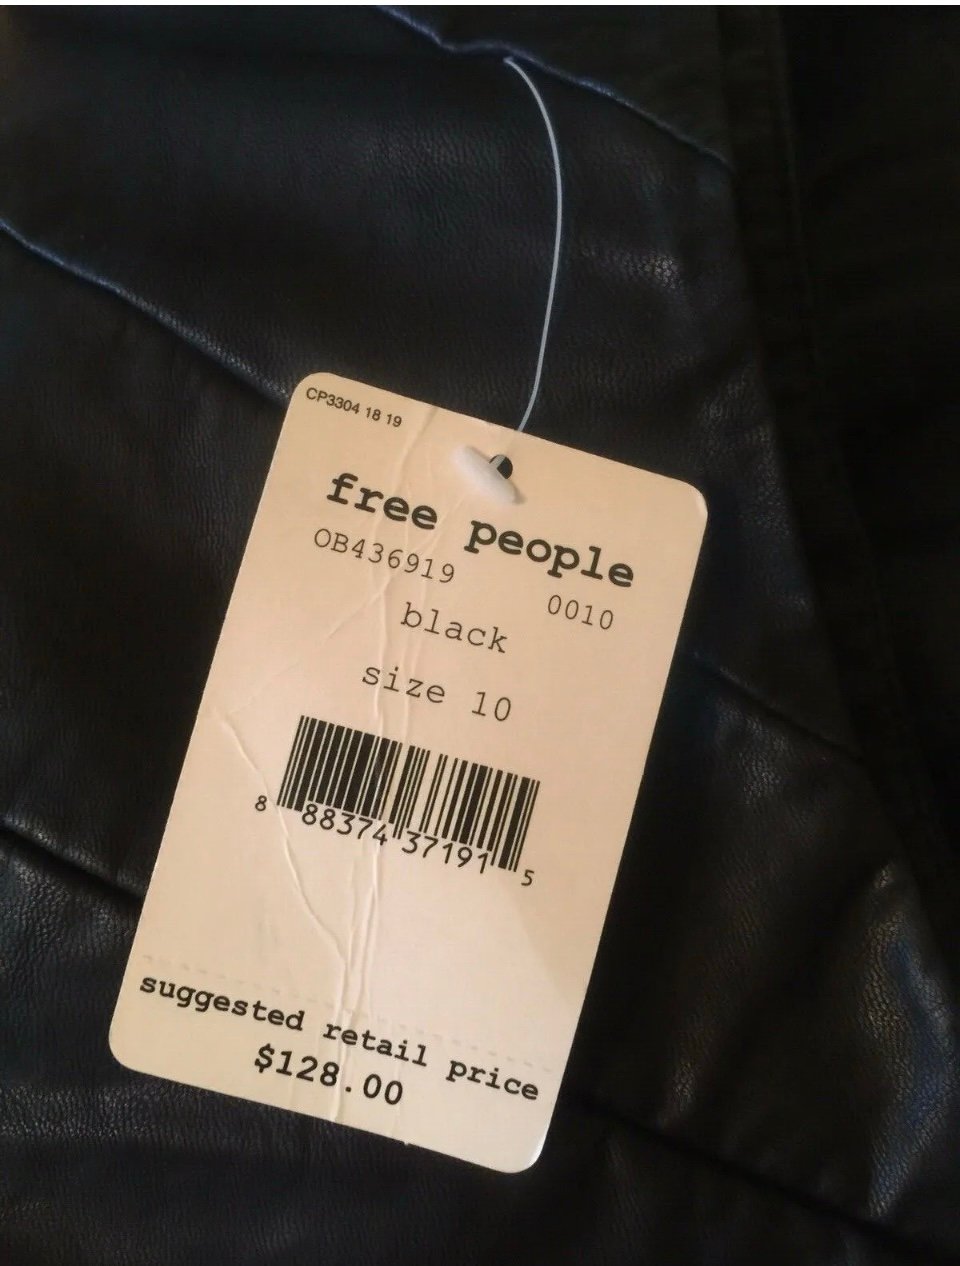 CP3304 18 19
free people
OB436919 0010
black
size 10
8 88374 37191 5
suggested retail price
$128.00